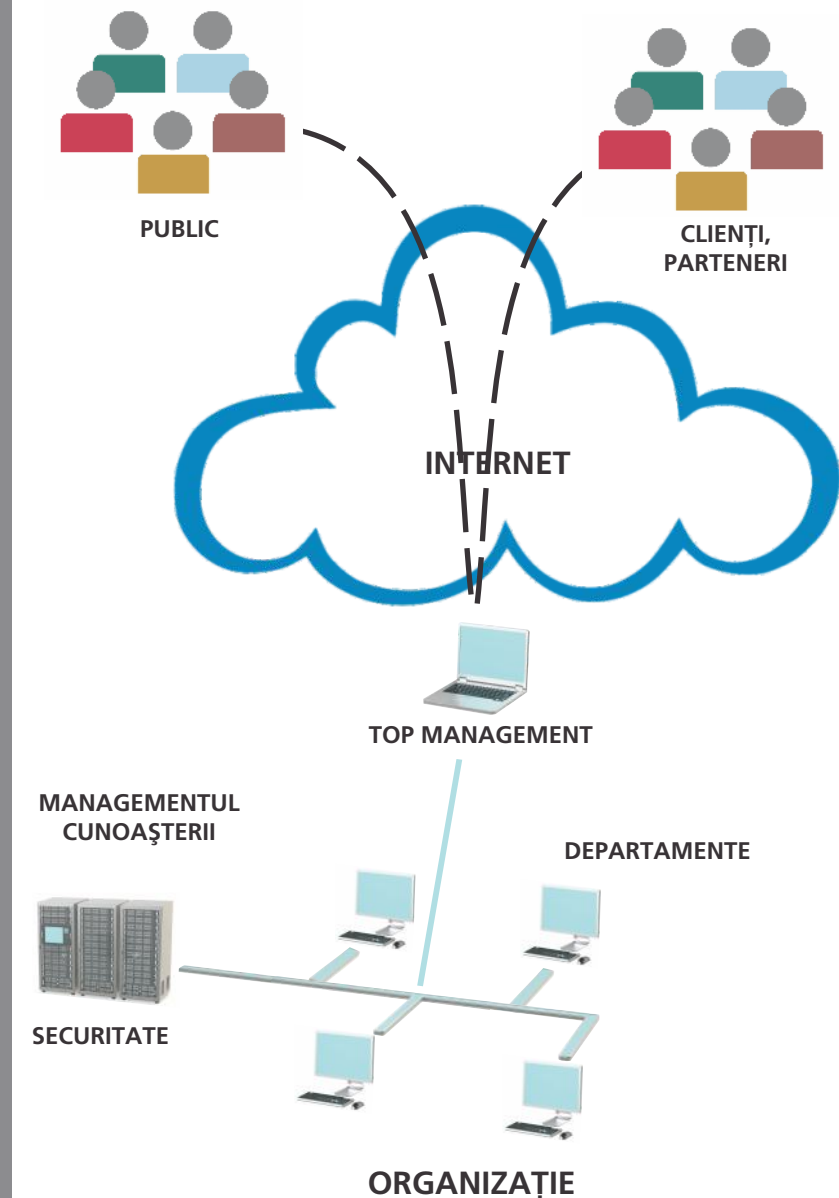 PUBLIC
CLIENȚI,
PARTENERI
INTERNET
TOP MANAGEMENT
MANAGEMENTUL
CUNOAŞTERII
DEPARTAMENTE
SECURITATE
ORGANIZAȚIE